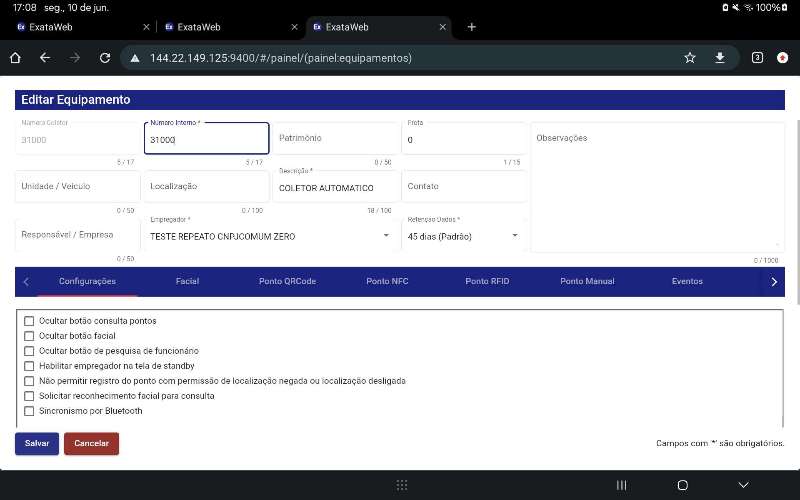 17:08 seg., 10 de jun. 100%
Ex ExataWeb
Ex ExataWeb
Ex ExataWeb
144.22.149.125:9400/#/painel/(painel:equipamentos)
3
Editar Equipamento
Número Coletor
31000
5 / 17
Número Interno *
31000
5 / 17
Patrimônio
0 / 50
Frota
0
1 / 15
Observações
0 / 1000
Unidade / Veículo
0 / 50
Localização
0 / 100
Descrição *
COLETOR AUTOMATICO
18 / 100
Contato
Responsável / Empresa
0 / 50
Empregador *
TESTE REPEATO CNPJCOMUM ZERO
Retenção Dados *
45 dias (Padrão)
Configurações Facial Ponto QRCode Ponto NFC Ponto RFID Ponto Manual Eventos
Ocultar botão consulta pontos
Ocultar botão facial
Ocultar botão de pesquisa de funcionário
Habilitar empregador na tela de standby
Não permitir registro do ponto com permissão de localização negada ou localização desligada
Solicitar reconhecimento facial para consulta
Sincronismo por Bluetooth
Salvar Cancelar
Campos com '*' são obrigatórios.